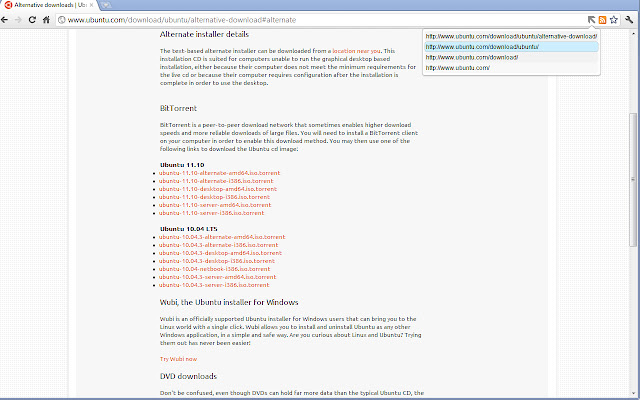 Alternative downloads | Ubu
www.ubuntu.com/download/ubuntu/alternative-download#alternate
http://www.ubuntu.com/download/ubuntu/alternative-download/
http://www.ubuntu.com/download/ubuntu/
http://www.ubuntu.com/download/
http://www.ubuntu.com/
Alternate installer details
The text-based alternate installer can be downloaded from a location near you. This
installation CD is suited for computers unable to run the graphical desktop based
installation, either because their computer does not meet the minimum requirements for
the live cd or because their computer requires configuration after the installation is
complete in order to use the desktop.
BitTorrent
BitTorrent is a peer-to-peer download network that sometimes enables higher download
speeds and more reliable downloads of large files. You will need to install a BitTorrent client
on your computer in order to enable this download method. You may then use one of the
following links to download the Ubuntu cd image:
Ubuntu 11.10
ubuntu-11.10-alternate-amd64.iso.torrent
ubuntu-11.10-alternate-i386.iso.torrent
ubuntu-11.10-desktop-amd64.iso.torrent
ubuntu-11.10-desktop-i386.iso.torrent
ubuntu-11.10-server-amd64.iso.torrent
ubuntu-11.10-server-i386.iso.torrent
Ubuntu 10.04 LTS
ubuntu-10.04.3-alternate-amd64.iso.torrent
ubuntu-10.04.3-alternate-i386.iso.torrent
ubuntu-10.04.3-desktop-amd64.iso.torrent
ubuntu-10.04.3-desktop-i386.iso.torrent
ubuntu-10.04-netbook-i386.iso.torrent
ubuntu-10.04.3-server-amd64.iso.torrent
ubuntu-10.04.3-server-i386.iso.torrent
Wubi, the Ubuntu installer for Windows
Wubi is an officially supported Ubuntu installer for Windows users that can bring you to the
Linux world with a single click. Wubi allows you to install and uninstall Ubuntu as any other
Windows application, in a simple and safe way. Are you curious about Linux and Ubuntu? Trying
them out has never been easier!
Try Wubi now
DVD downloads
Don't be confused, even though DVDs can hold far more data than the typical Ubuntu CD, the